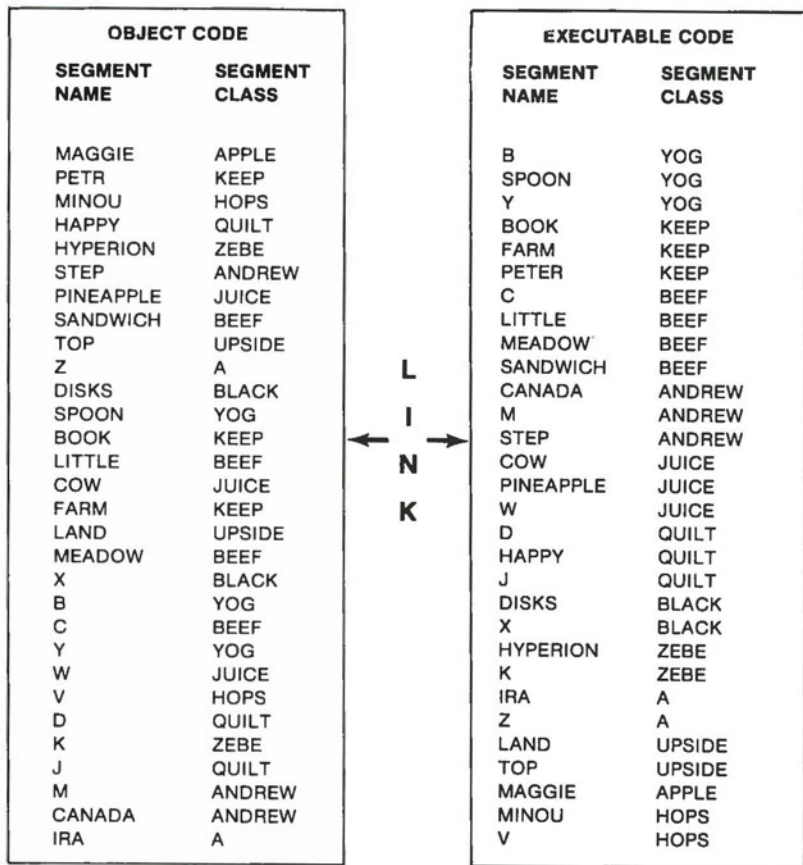 OBJECT CODE
SEGMENT NAME SEGMENT CLASS
MAGGIE APPLE
PETR KEEP
MINOU HOPS
HAPPY QUILT
HYPERION ZEBE
STEP ANDREW
PINEAPPLE JUICE
SANDWICH BEEF
TOP UPSIDE
Z A
DISKS BLACK
SPOON YOG
BOOK KEEP
LITTLE BEEF
COW JUICE
FARM KEEP
LAND UPSIDE
MEADOW BEEF
X BLACK
B YOG
C BEEF
Y YOG
W JUICE
V HOPS
D QUILT
K ZEBE
J QUILT
M ANDREW
CANADA ANDREW
IRA A
L
I
N
K
EXECUTABLE CODE
SEGMENT NAME SEGMENT CLASS
B YOG
SPOON YOG
Y YOG
BOOK KEEP
FARM KEEP
PETER KEEP
C BEEF
LITTLE BEEF
MEADOW BEEF
SANDWICH BEEF
CANADA ANDREW
M ANDREW
STEP ANDREW
COW JUICE
PINEAPPLE JUICE
W JUICE
D QUILT
HAPPY QUILT
J QUILT
DISKS BLACK
X BLACK
HYPERION ZEBE
K ZEBE
IRA A
Z A
LAND UPSIDE
TOP UPSIDE
MAGGIE APPLE
MINOU HOPS
V HOPS